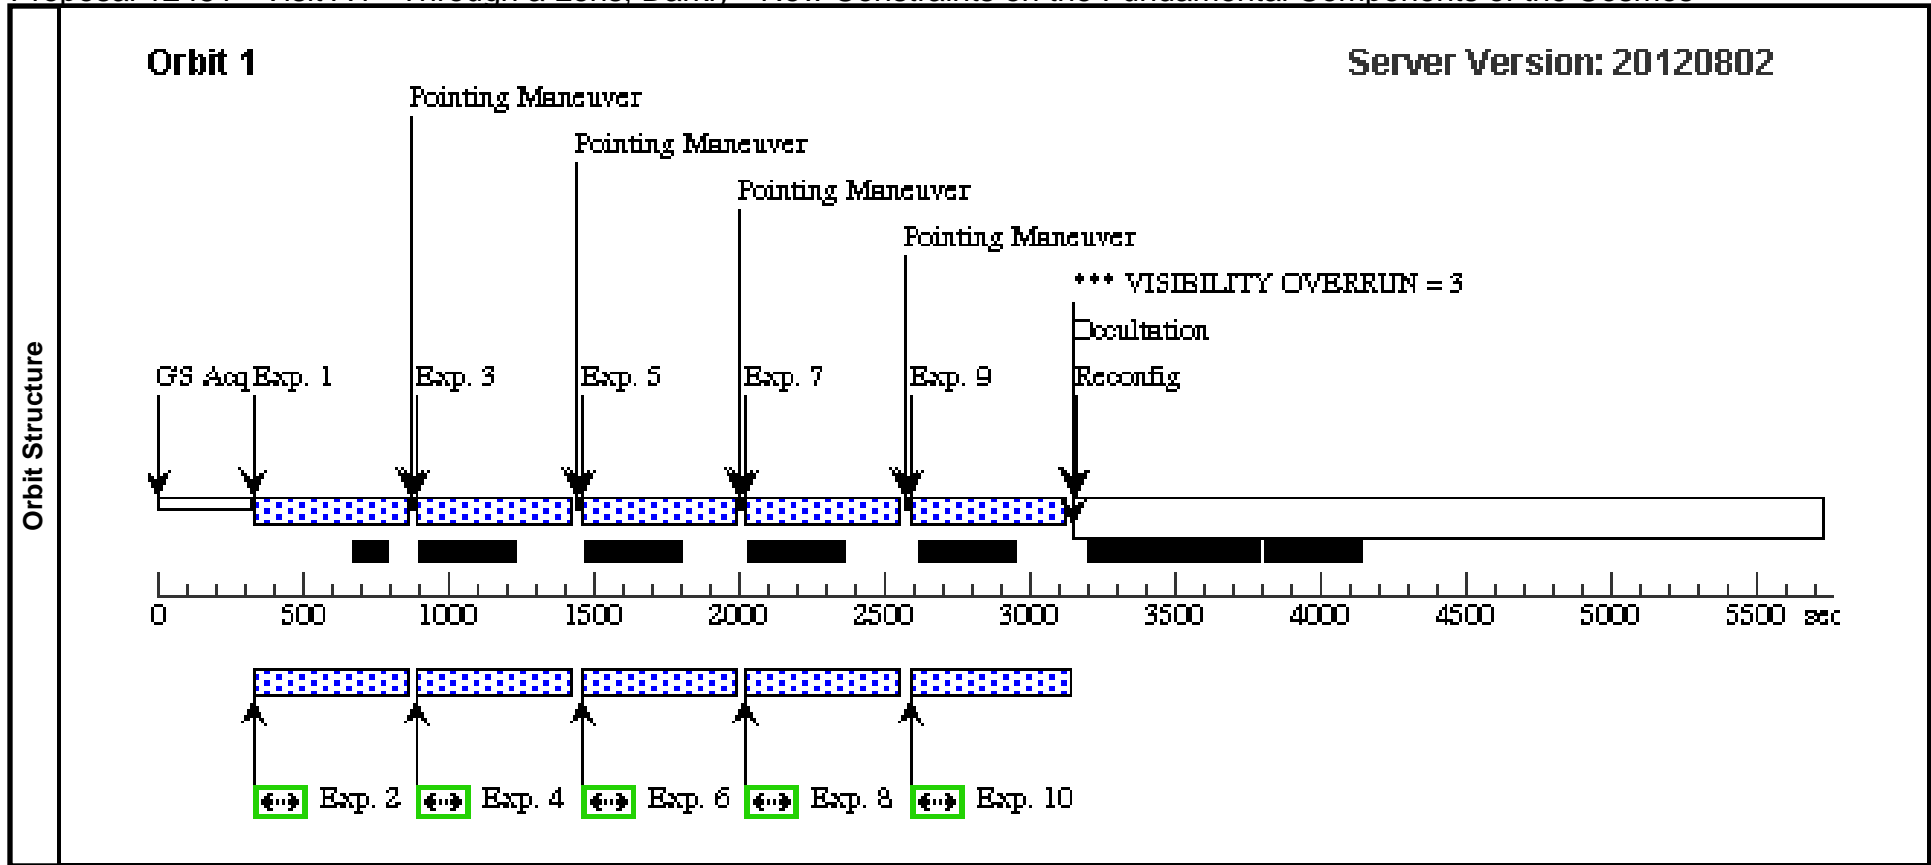 Orbit 1
Server Version: 20120802
Pointing Maneuver
Pointing Maneuver
Pointing Maneuver
Pointing Maneuver
*** VISIBILITY OVERRUN = 3
Occultation
GS Acq Exp. 1 Exp. 3 Exp. 5 Exp. 7 Exp. 9 Reconfig
Orbit Structure
0 500 1000 1500 2000 2500 3000 3500 4000 4500 5000 5500 sec
Exp. 2 Exp. 4 Exp. 6 Exp. 8 Exp. 10